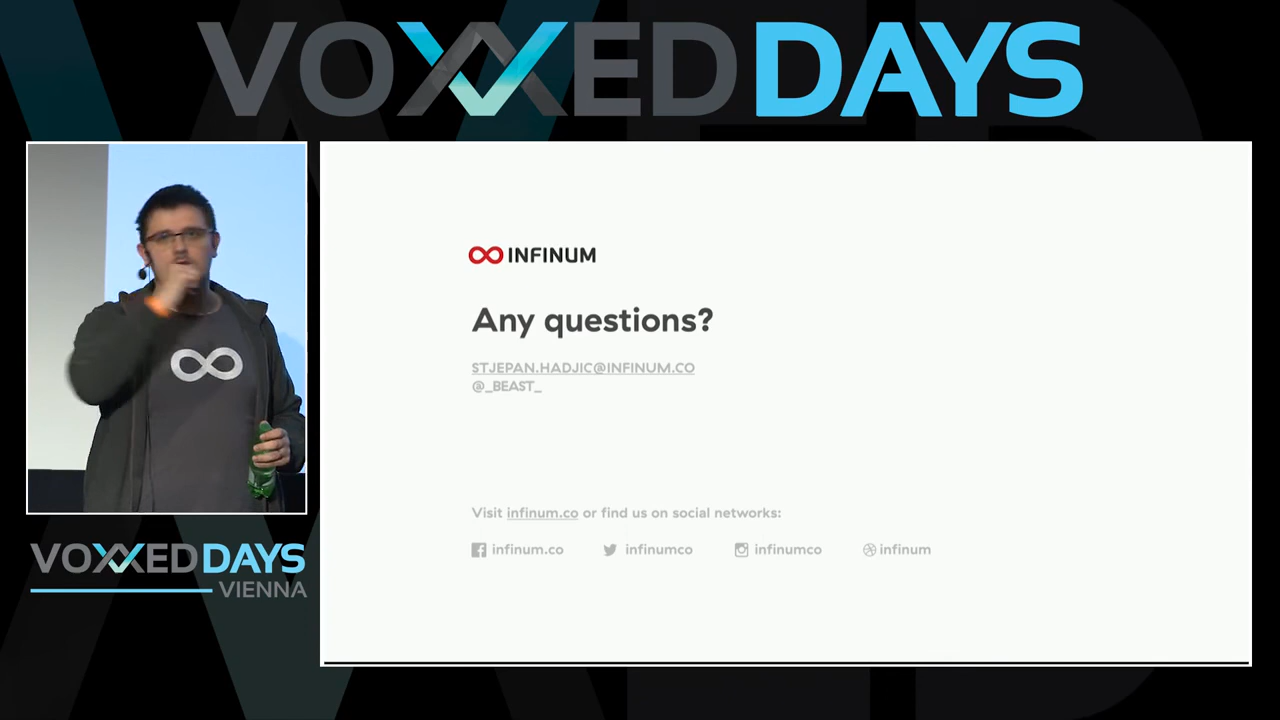 VOXXED DAYS
INFINUM
Any questions?
STJEPAN.HADJIC@INFINUM.CO
@_BEAST_
Visit infinum.co or find us on social networks:
infinum.co infinumco infinumco infinum
VOXXED DAYS
VIENNA